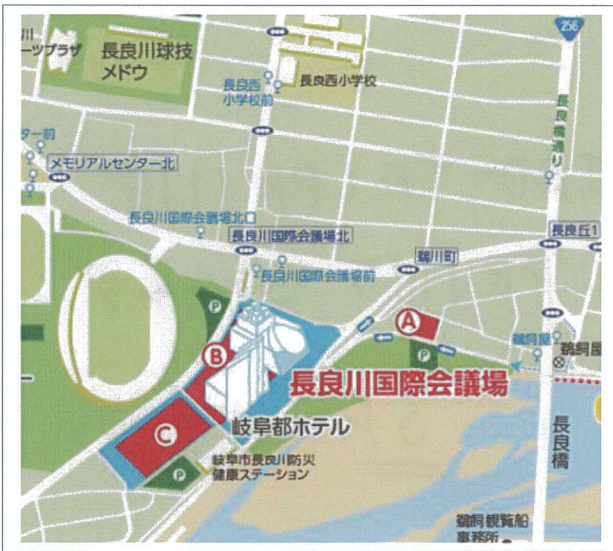 256
川
ーツプラザ
長良川球技
メドウ
長良西
小学校前
長良西小学校
長良橋通り
ター前
メモリアルセンター北
長良川国際会議場北口
長良川国際会議場北
長良川国際会議場前
鵜川町
長良丘1
P
A
P
鵜飼屋
鵜飼屋
B
長良川国際会議場
岐阜都ホテル
C
P
岐阜市長良川防災
健康ステーション
長良橋
鵜飼観覧船
事務所